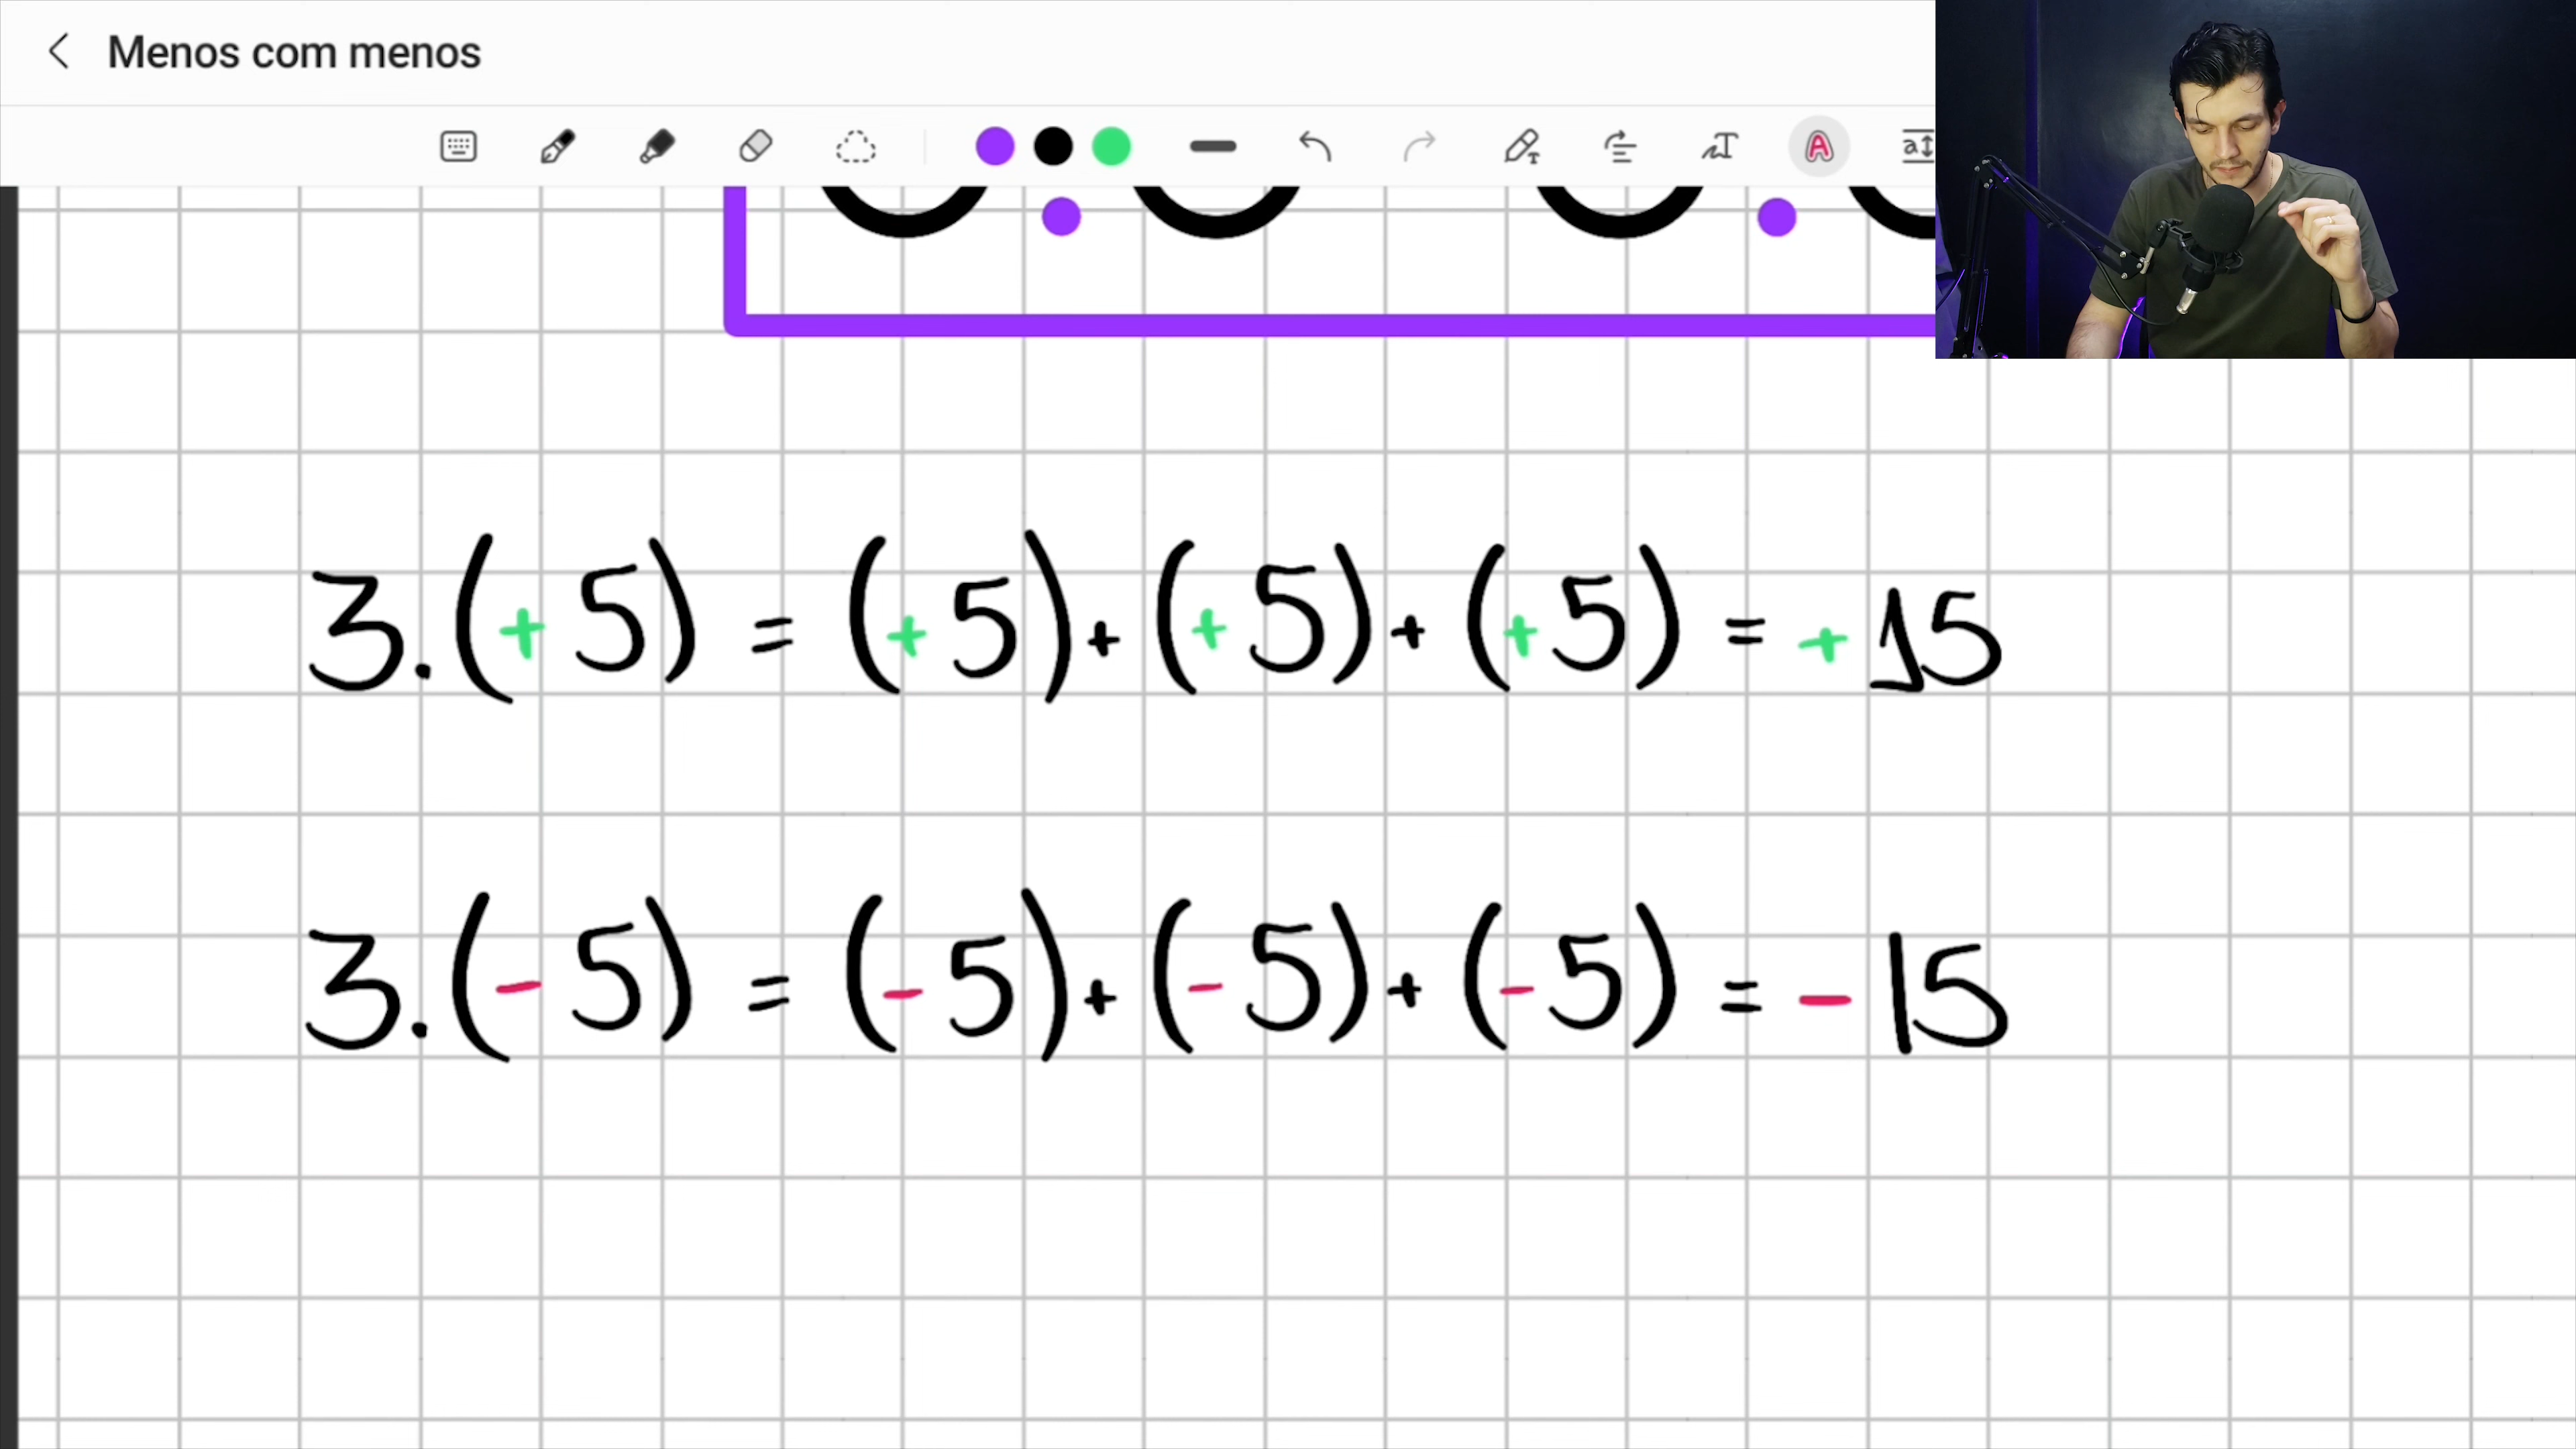 Menos com menos
3.(+5) = (+5)+(+5)+(+5) = +15
3.(-5) = (-5)+(-5)+(-5) = -15